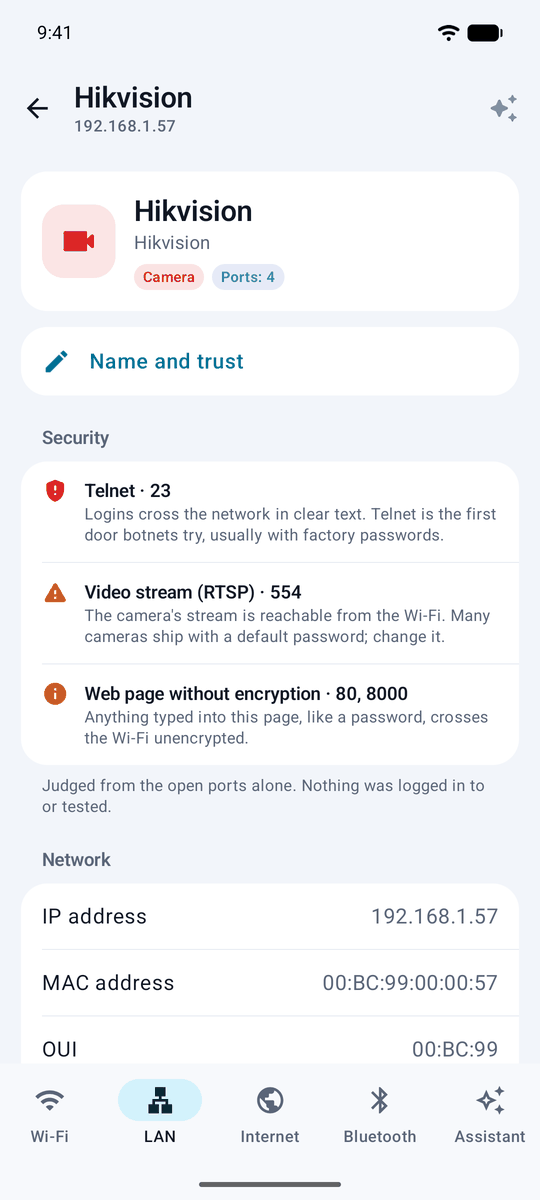 9:41
Hikvision
192.168.1.57
Hikvision
Hikvision
Camera
Ports: 4
Name and trust
Security
Telnet · 23
Logins cross the network in clear text. Telnet is the first
door botnets try, usually with factory passwords.
Video stream (RTSP) · 554
The camera's stream is reachable from the Wi-Fi. Many
cameras ship with a default password; change it.
Web page without encryption · 80, 8000
Anything typed into this page, like a password, crosses
the Wi-Fi unencrypted.
Judged from the open ports alone. Nothing was logged in to
or tested.
Network
IP address 192.168.1.57
MAC address 00:BC:99:00:00:57
OUI 00:BC:99
Wi-Fi LAN Internet Bluetooth Assistant